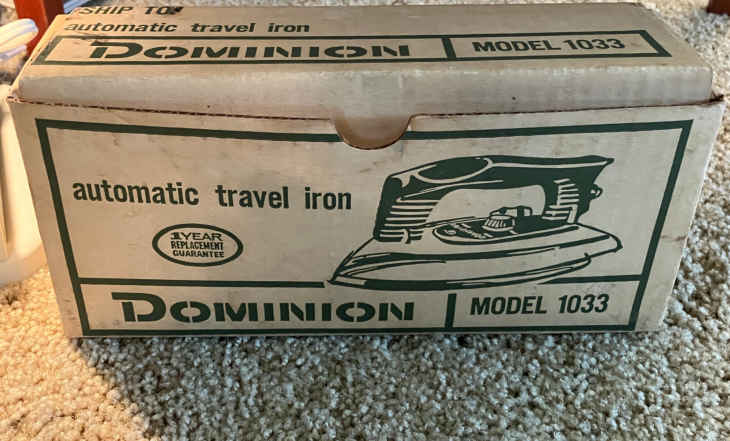 SHIP TO
automatic travel iron
DOMINION MODEL 1033
automatic travel iron
1 YEAR
REPLACEMENT
GUARANTEE
DOMINION MODEL 1033